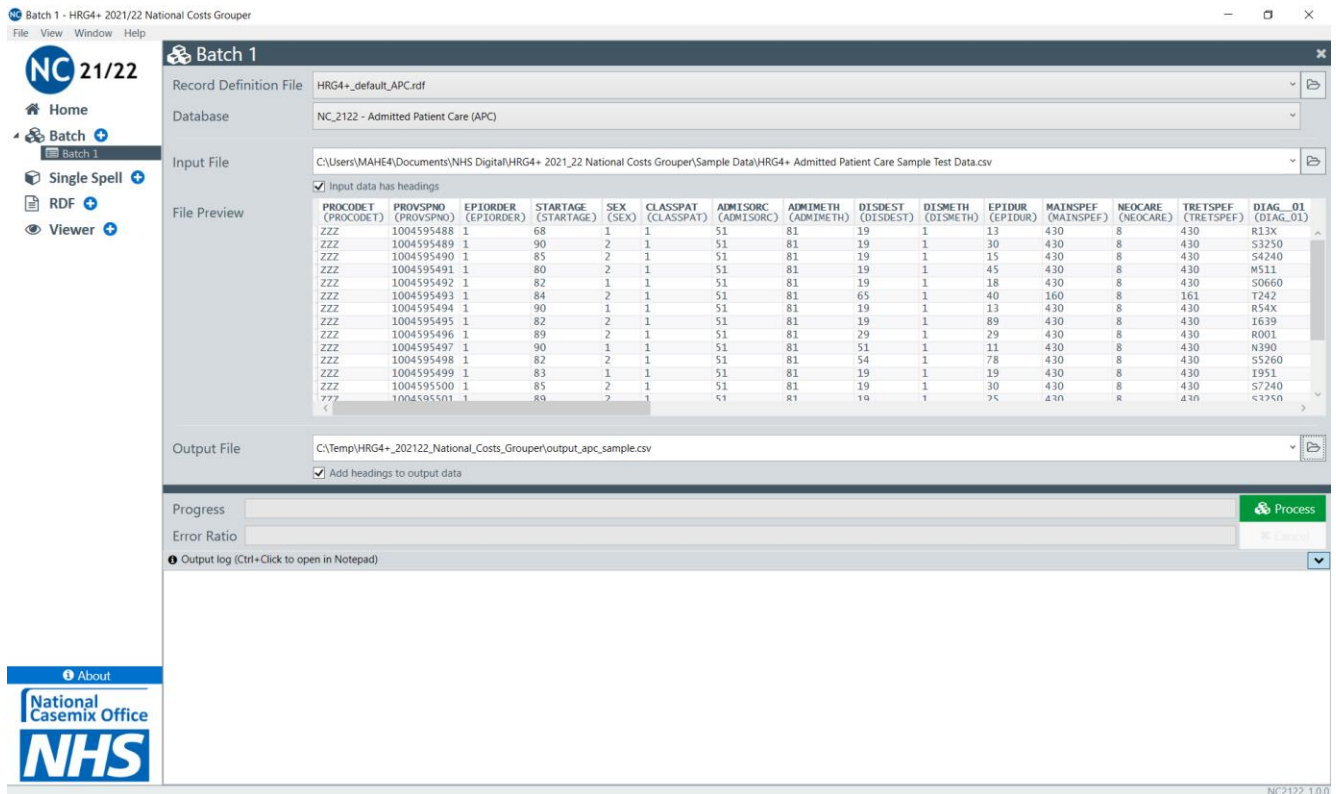 Batch 1 - HRG4+ 2021/22 National Costs Grouper
File View Window Help
NC 21/22
Home
Batch
Batch 1
Single Spell
RDF
Viewer
Batch 1
Record Definition File HRG4+_default_APC.rdf
Database NC_2122 - Admitted Patient Care (APC)
Input File C:\Users\MAHE4\Documents\NHS Digital\HRG4+ 2021_22 National Costs Grouper\Sample Data\HRG4+ Admitted Patient Care Sample Test Data.csv
Input data has headings
File Preview
PROCODET PROVSPNO EPIORDER STARTAGE SEX CLASSPAT ADMISORC ADMIMETH DISDEST DISMETH EPIDUR MAINSPEF NEOCARE TRETSPEF DIAG__01
(PROCODET) (PROVSPNO) (EPIORDER) (STARTAGE) (SEX) (CLASSPAT) (ADMISORC) (ADMIMETH) (DISDEST) (DISMETH) (EPIDUR) (MAINSPEF) (NEOCARE) (TRETSPEF) (DIAG_01)
ZZZ 1004595488 1 68 1 1 51 81 19 1 13 430 8 430 R13X
ZZZ 1004595489 1 90 2 1 51 81 19 1 30 430 8 430 S3250
ZZZ 1004595490 1 85 2 1 51 81 19 1 15 430 8 430 S4240
ZZZ 1004595491 1 80 2 1 51 81 19 1 45 430 8 430 M511
ZZZ 1004595492 1 82 1 1 51 81 19 1 18 430 8 430 S0660
ZZZ 1004595493 1 84 2 1 51 81 65 1 40 160 8 161 T242
ZZZ 1004595494 1 90 1 1 51 81 19 1 13 430 8 430 R54X
ZZZ 1004595495 1 82 2 1 51 81 19 1 89 430 8 430 I639
ZZZ 1004595496 1 89 2 1 51 81 29 1 29 430 8 430 R001
ZZZ 1004595497 1 90 1 1 51 81 51 1 11 430 8 430 N390
ZZZ 1004595498 1 82 2 1 51 81 54 1 78 430 8 430 S5260
ZZZ 1004595499 1 83 1 1 51 81 19 1 19 430 8 430 I951
ZZZ 1004595500 1 85 2 1 51 81 19 1 30 430 8 430 S7240
ZZZ 1004595501 1 89 2 1 51 81 19 1 25 430 8 430 S3250
Output File C:\Temp\HRG4+_202122_National_Costs_Grouper\output_apc_sample.csv
Add headings to output data
Progress Process
Error Ratio Cancel
Output log (Ctrl+Click to open in Notepad)
About
National
Casemix Office
NHS
NC2122 1.0.0